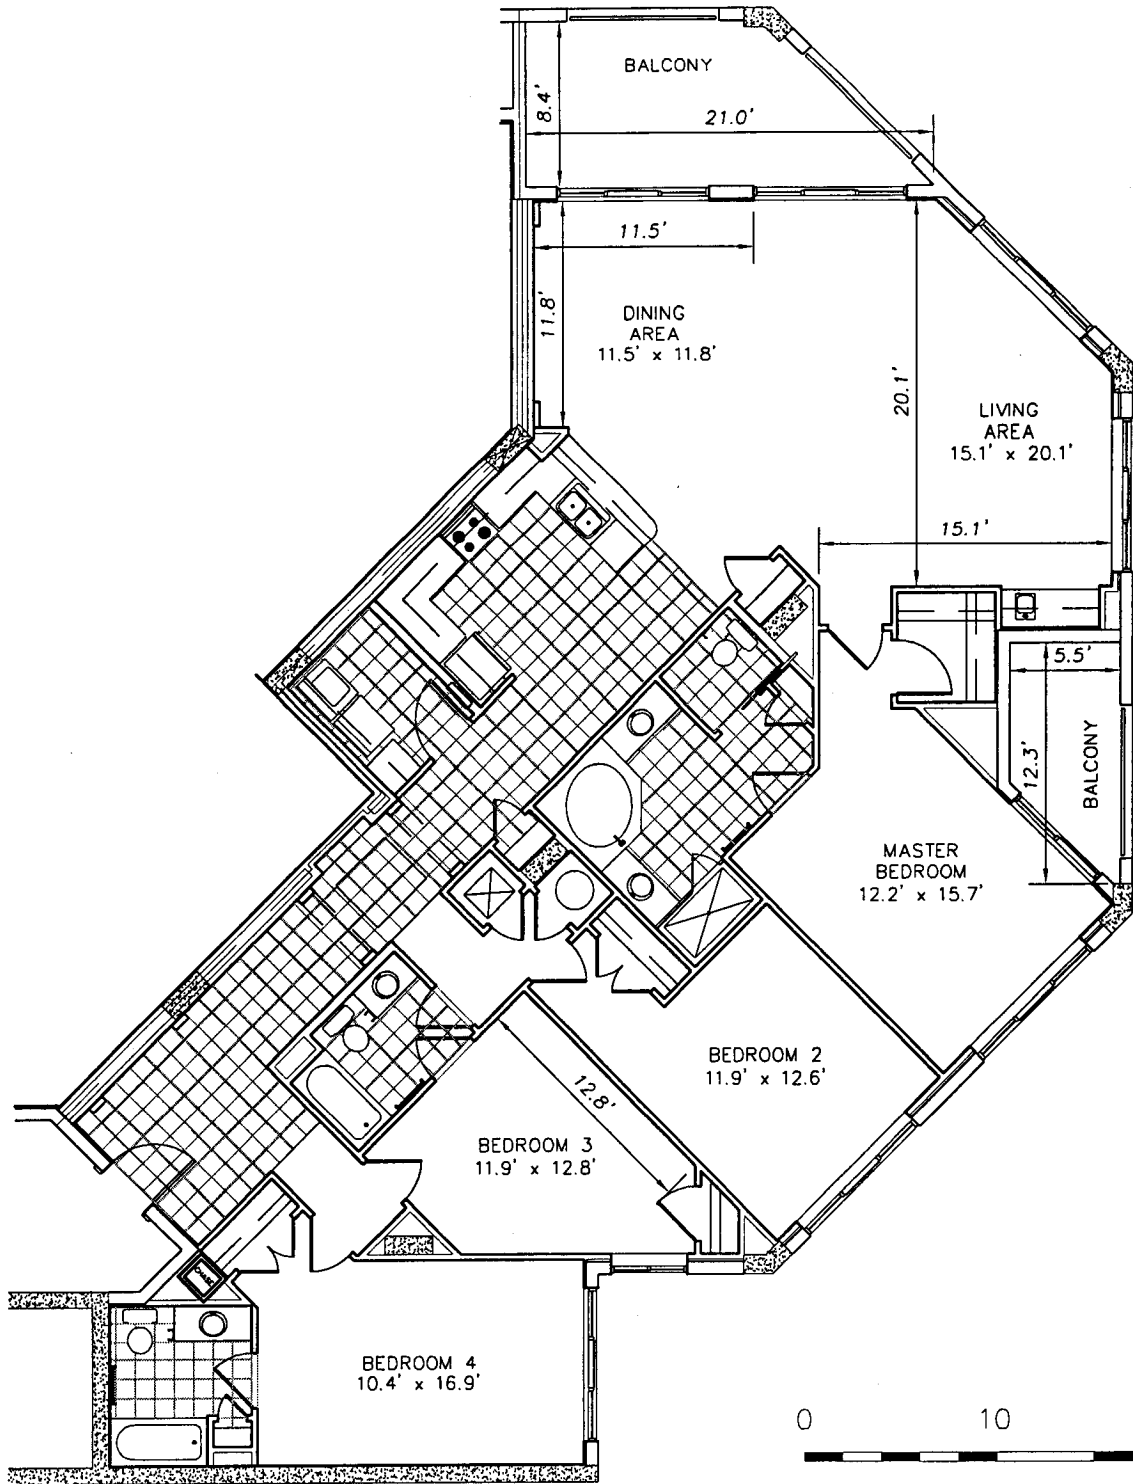 BALCONY
8.4'
21.0'
11.5'
11.8'
DINING
AREA
11.5' x 11.8'
20.1'
LIVING
AREA
15.1' x 20.1'
15.1'
5.5'
12.3'
BALCONY
MASTER
BEDROOM
12.2' x 15.7'
BEDROOM 2
11.9' x 12.6'
12.8'
BEDROOM 3
11.9' x 12.8'
CHASE
BEDROOM 4
10.4' x 16.9'
0 10